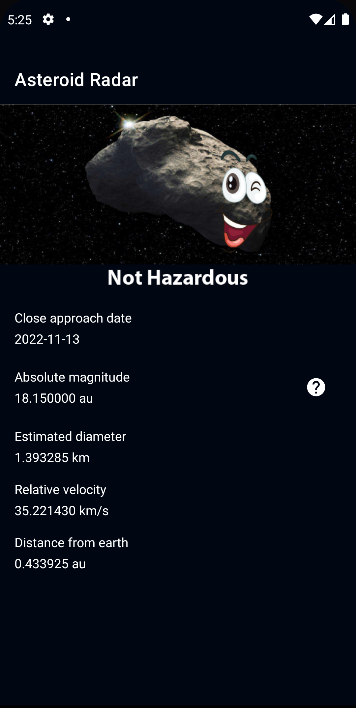 5:25
Asteroid Radar
Not Hazardous
Close approach date
2022-11-13
Absolute magnitude
18.150000 au
?
Estimated diameter
1.393285 km
Relative velocity
35.221430 km/s
Distance from earth
0.433925 au